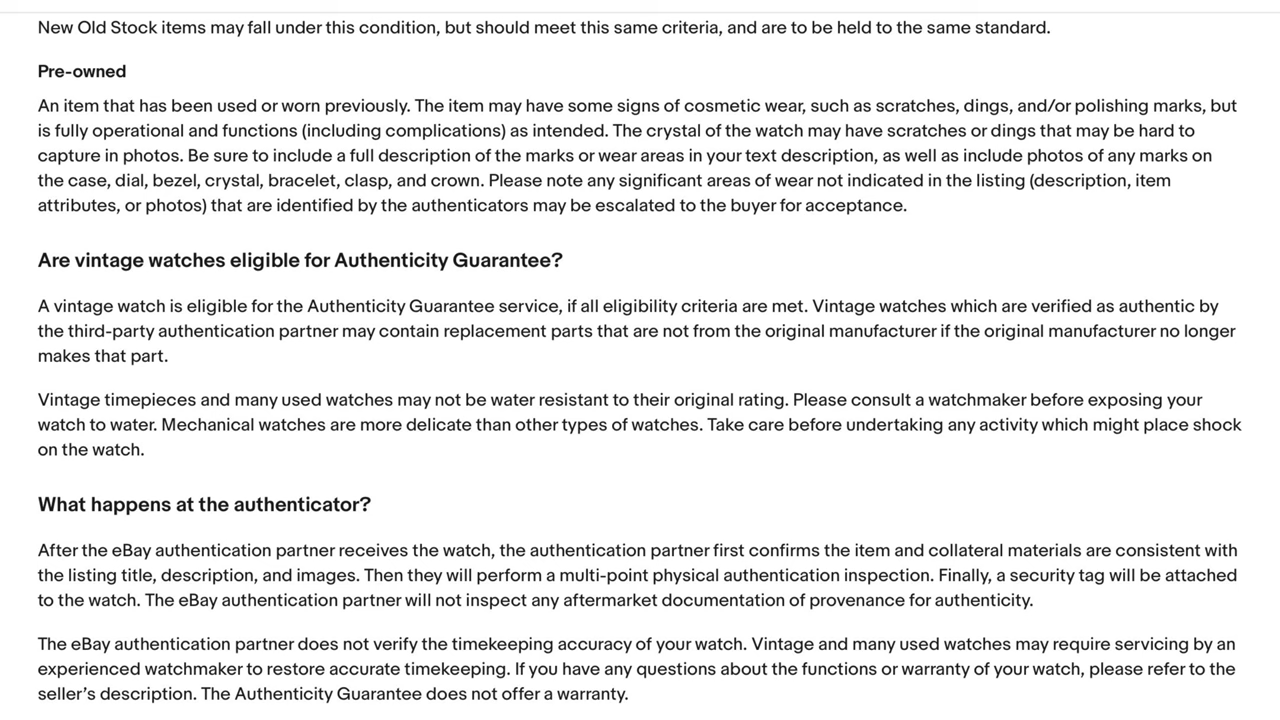 New Old Stock items may fall under this condition, but should meet this same criteria, and are to be held to the same standard.
Pre-owned
An item that has been used or worn previously. The item may have some signs of cosmetic wear, such as scratches, dings, and/or polishing marks, but
is fully operational and functions (including complications) as intended. The crystal of the watch may have scratches or dings that may be hard to
capture in photos. Be sure to include a full description of the marks or wear areas in your text description, as well as include photos of any marks on
the case, dial, bezel, crystal, bracelet, clasp, and crown. Please note any significant areas of wear not indicated in the listing (description, item
attributes, or photos) that are identified by the authenticators may be escalated to the buyer for acceptance.
Are vintage watches eligible for Authenticity Guarantee?
A vintage watch is eligible for the Authenticity Guarantee service, if all eligibility criteria are met. Vintage watches which are verified as authentic by
the third-party authentication partner may contain replacement parts that are not from the original manufacturer if the original manufacturer no longer
makes that part.
Vintage timepieces and many used watches may not be water resistant to their original rating. Please consult a watchmaker before exposing your
watch to water. Mechanical watches are more delicate than other types of watches. Take care before undertaking any activity which might place shock
on the watch.
What happens at the authenticator?
After the eBay authentication partner receives the watch, the authentication partner first confirms the item and collateral materials are consistent with
the listing title, description, and images. Then they will perform a multi-point physical authentication inspection. Finally, a security tag will be attached
to the watch. The eBay authentication partner will not inspect any aftermarket documentation of provenance for authenticity.
The eBay authentication partner does not verify the timekeeping accuracy of your watch. Vintage and many used watches may require servicing by an
experienced watchmaker to restore accurate timekeeping. If you have any questions about the functions or warranty of your watch, please refer to the
seller’s description. The Authenticity Guarantee does not offer a warranty.